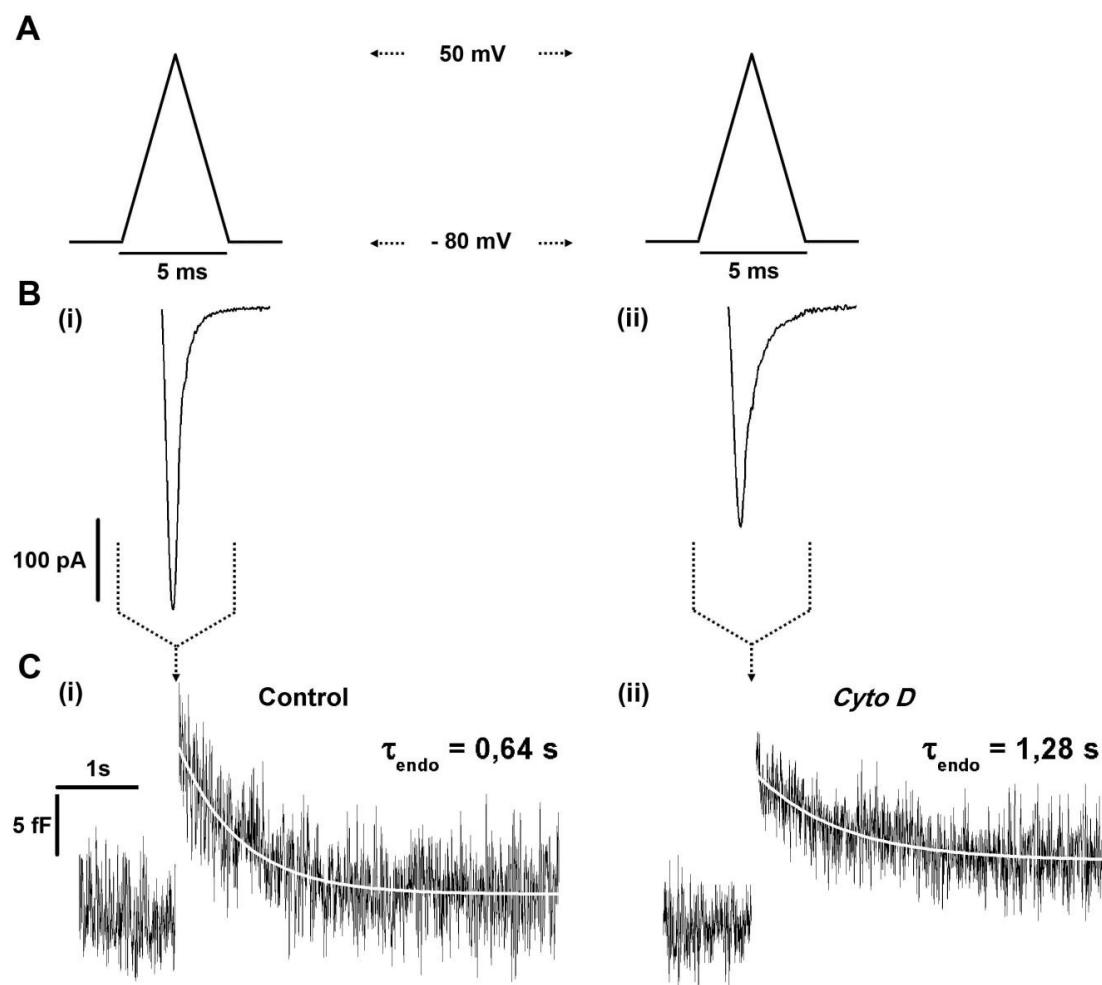 A
50 mV
- 80 mV
5 ms
5 ms
B
(i)
(ii)
100 pA
C
(i)
Control
(ii)
Cyto D
τendo = 0,64 s
τendo = 1,28 s
1s
5 fF